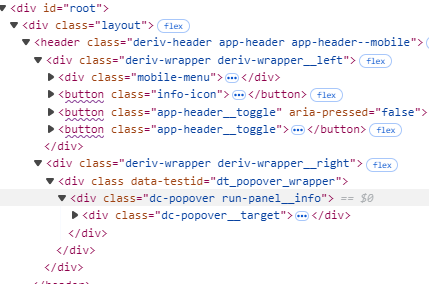 <div id="root">
<div class="layout"> flex
<header class="deriv-header app-header app-header--mobile">
<div class="deriv-wrapper deriv-wrapper__left"> flex
<div class="mobile-menu"> ••• </div>
<button class="info-icon"> ••• </button> flex
<button class="app-header__toggle" aria-pressed="false">
<button class="app-header__toggle"> ••• </button> flex
</div>
<div class="deriv-wrapper deriv-wrapper__right"> flex
<div class data-testid="dt_popover_wrapper">
<div class="dc-popover run-panel__info"> == $0
<div class="dc-popover__target"> ••• </div>
</div>
</div>
</div>
</header>